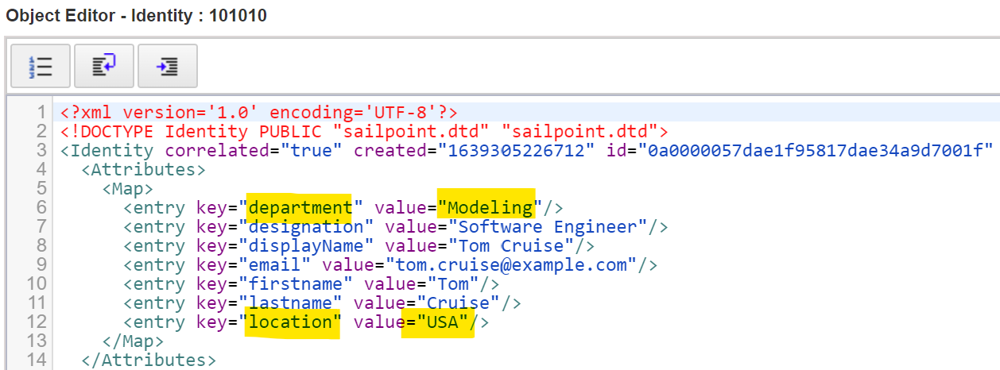 Object Editor - Identity : 101010
1 <?xml version='1.0' encoding='UTF-8'?>
2 <!DOCTYPE Identity PUBLIC "sailpoint.dtd" "sailpoint.dtd">
3 <Identity correlated="true" created="1639305226712" id="0a0000057dae1f95817dae34a9d7001f"
4 <Attributes>
5 <Map>
6 <entry key="department" value="Modeling"/>
7 <entry key="designation" value="Software Engineer"/>
8 <entry key="displayName" value="Tom Cruise"/>
9 <entry key="email" value="tom.cruise@example.com"/>
10 <entry key="firstname" value="Tom"/>
11 <entry key="lastname" value="Cruise"/>
12 <entry key="location" value="USA"/>
13 </Map>
14 </Attributes>